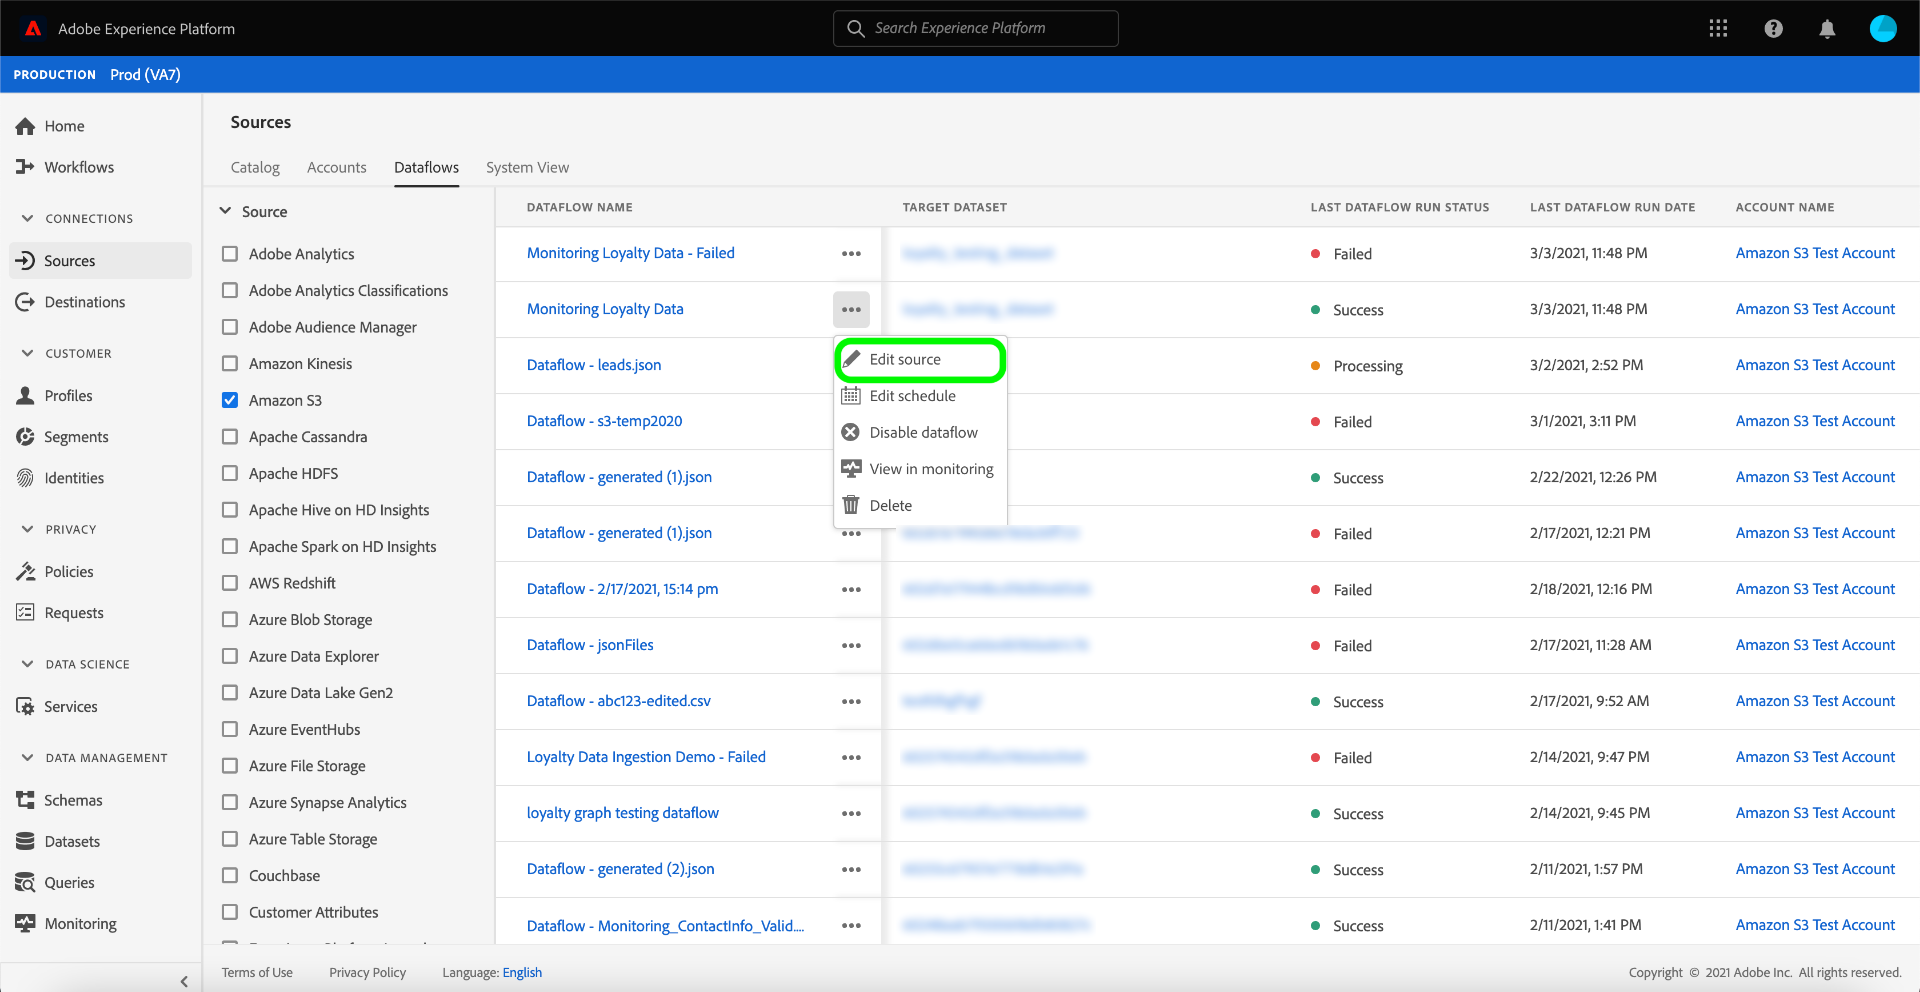 Adobe Experience Platform
Search Experience Platform
PRODUCTION Prod (VA7)
Home
Workflows
CONNECTIONS
Sources
Destinations
CUSTOMER
Profiles
Segments
Identities
PRIVACY
Policies
Requests
DATA SCIENCE
Services
DATA MANAGEMENT
Schemas
Datasets
Queries
Monitoring
Sources
Catalog Accounts Dataflows System View
Source
Adobe Analytics
Adobe Analytics Classifications
Adobe Audience Manager
Amazon Kinesis
Amazon S3
Apache Cassandra
Apache HDFS
Apache Hive on HD Insights
Apache Spark on HD Insights
AWS Redshift
Azure Blob Storage
Azure Data Explorer
Azure Data Lake Gen2
Azure EventHubs
Azure File Storage
Azure Synapse Analytics
Azure Table Storage
Couchbase
Customer Attributes
DATAFLOW NAME TARGET DATASET LAST DATAFLOW RUN STATUS LAST DATAFLOW RUN DATE ACCOUNT NAME
Monitoring Loyalty Data - Failed Failed 3/3/2021, 11:48 PM Amazon S3 Test Account
Monitoring Loyalty Data Success 3/3/2021, 11:48 PM Amazon S3 Test Account
Dataflow - leads.json Processing 3/2/2021, 2:52 PM Amazon S3 Test Account
Dataflow - s3-temp2020 Failed 3/1/2021, 3:11 PM Amazon S3 Test Account
Dataflow - generated (1).json Success 2/22/2021, 12:26 PM Amazon S3 Test Account
Dataflow - generated (1).json Failed 2/17/2021, 12:21 PM Amazon S3 Test Account
Dataflow - 2/17/2021, 15:14 pm Failed 2/18/2021, 12:16 PM Amazon S3 Test Account
Dataflow - jsonFiles Failed 2/17/2021, 11:28 AM Amazon S3 Test Account
Dataflow - abc123-edited.csv Success 2/17/2021, 9:52 AM Amazon S3 Test Account
Loyalty Data Ingestion Demo - Failed Failed 2/14/2021, 9:47 PM Amazon S3 Test Account
loyalty graph testing dataflow Success 2/14/2021, 9:45 PM Amazon S3 Test Account
Dataflow - generated (2).json Success 2/11/2021, 1:57 PM Amazon S3 Test Account
Dataflow - Monitoring_ContactInfo_Valid.... Success 2/11/2021, 1:41 PM Amazon S3 Test Account
Edit source
Edit schedule
Disable dataflow
View in monitoring
Delete
Terms of Use Privacy Policy Language: English
Copyright © 2021 Adobe Inc. All rights reserved.